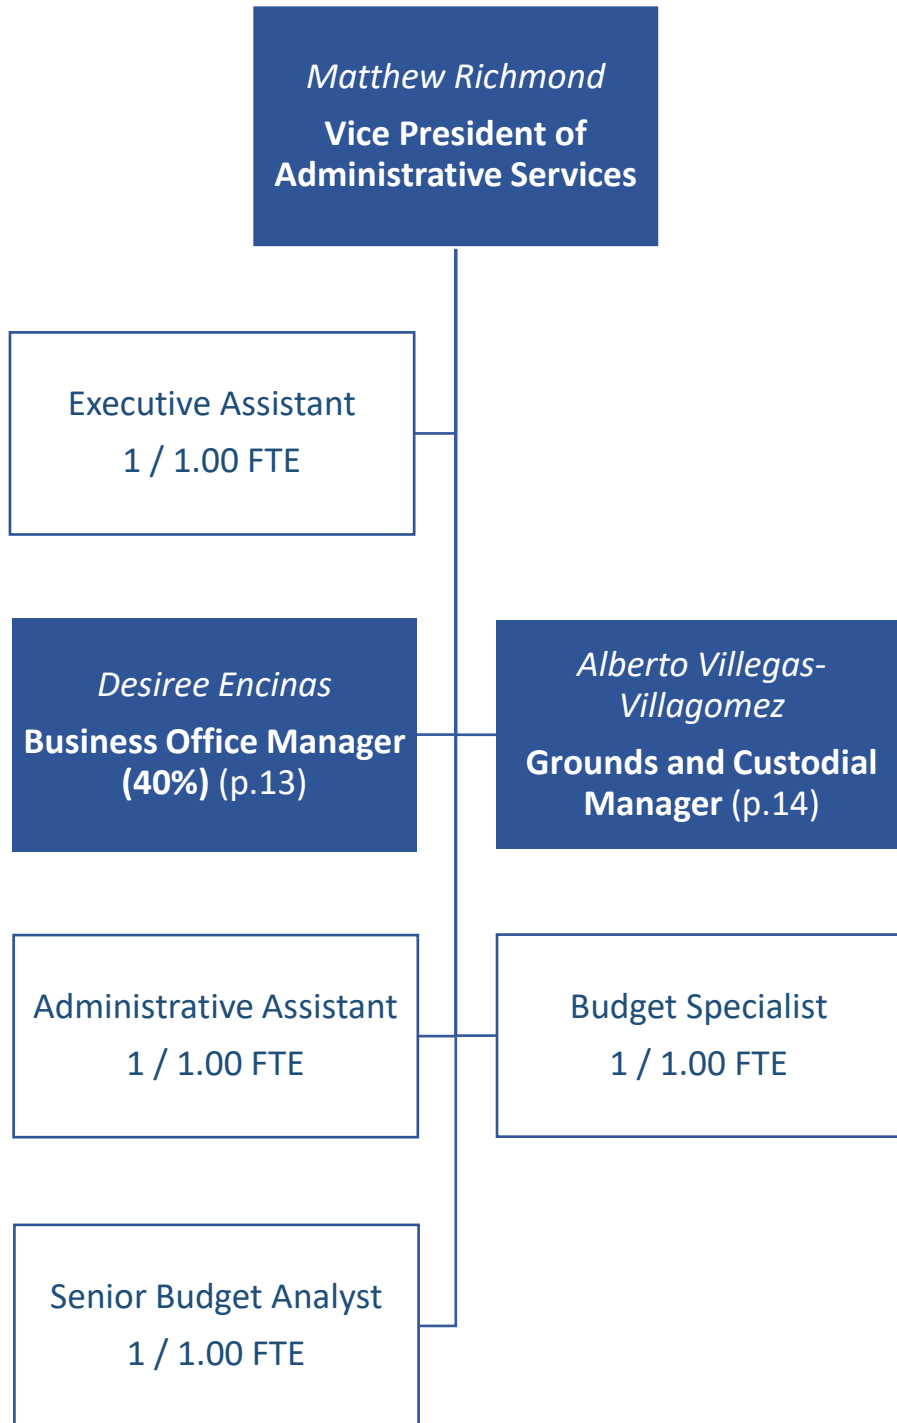 Matthew Richmond
Vice President of
Administrative Services
Executive Assistant
1 / 1.00 FTE
Desiree Encinas
Business Office Manager
(40%) (p.13)
Alberto Villegas-
Villagomez
Grounds and Custodial
Manager (p.14)
Administrative Assistant
1 / 1.00 FTE
Budget Specialist
1 / 1.00 FTE
Senior Budget Analyst
1 / 1.00 FTE